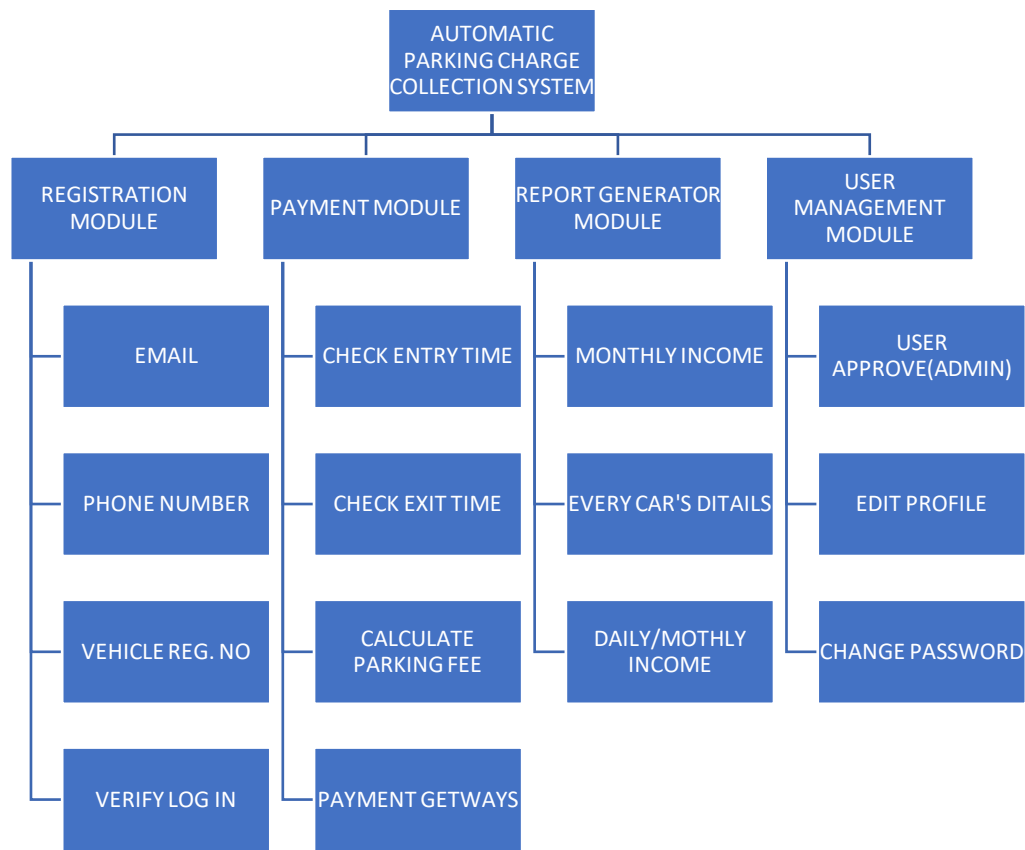 AUTOMATIC
PARKING CHARGE
COLLECTION SYSTEM
REGISTRATION
MODULE
PAYMENT MODULE
REPORT GENERATOR
MODULE
USER
MANAGEMENT
MODULE
EMAIL
CHECK ENTRY TIME
MONTHLY INCOME
USER
APPROVE(ADMIN)
PHONE NUMBER
CHECK EXIT TIME
EVERY CAR'S DITAILS
EDIT PROFILE
VEHICLE REG. NO
CALCULATE
PARKING FEE
DAILY/MOTHLY
INCOME
CHANGE PASSWORD
VERIFY LOG IN
PAYMENT GETWAYS